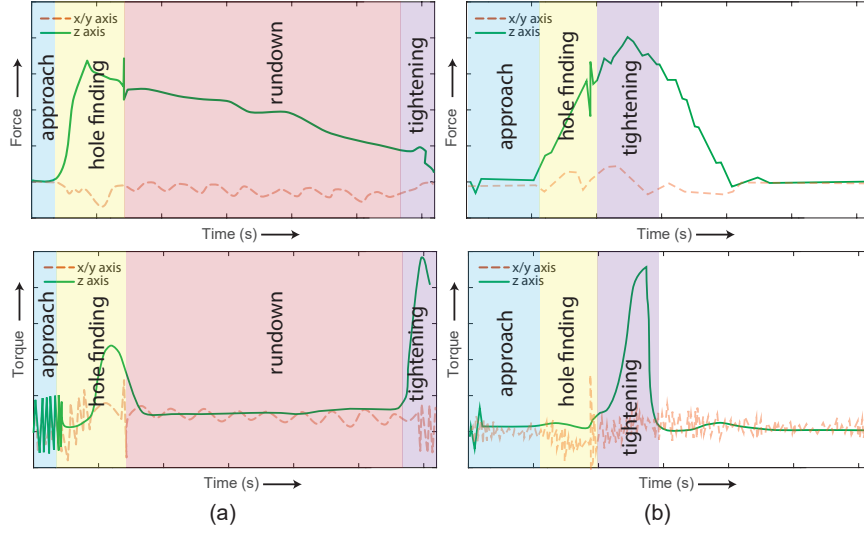 x/y axis
z axis
approach
hole finding
rundown
tightening
Force
Time (s)
x/y axis
z axis
approach
hole finding
tightening
Force
Time (s)
x/y axis
z axis
approach
hole finding
rundown
tightening
Torque
Time (s)
x/y axis
z axis
approach
hole finding
tightening
Torque
Time (s)
(a)
(b)